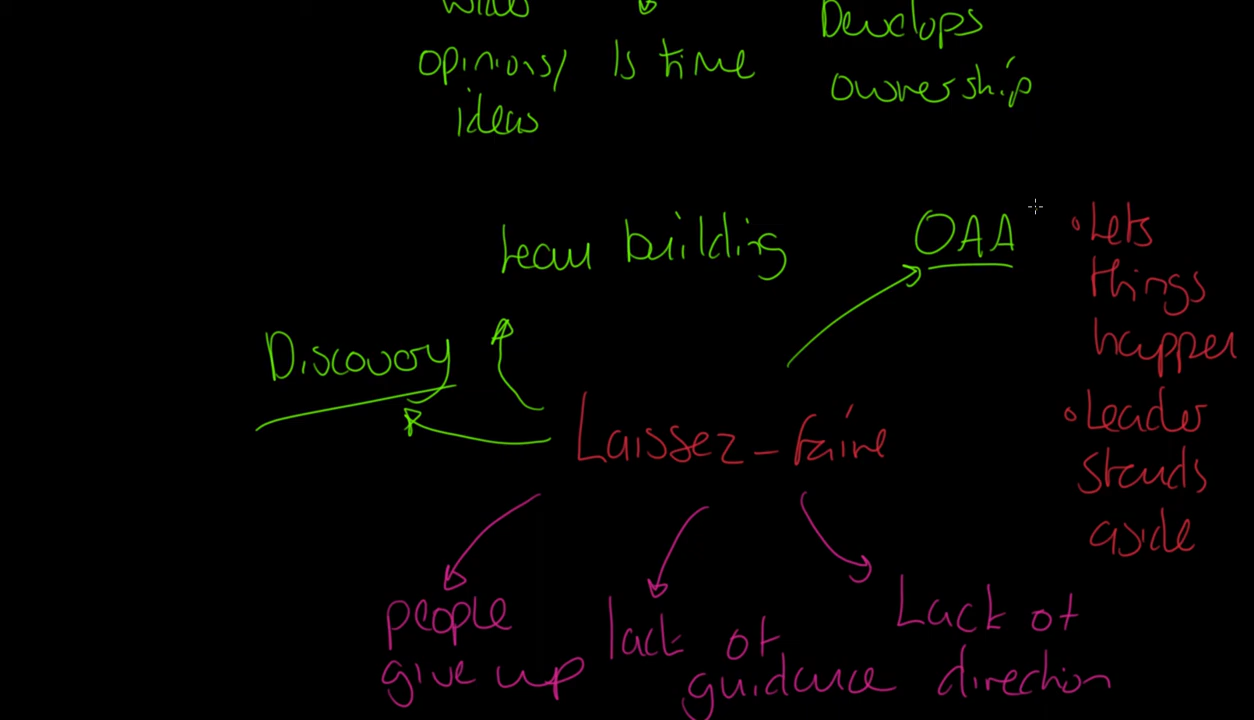 opinions/
ideas
Is time
Develops
ownership
team building
OAA
Discovery
Laissez-faire
• Lets
things
happen
• Leader
stands
aside
people
give up
lack of
guidance
Lack of
direction